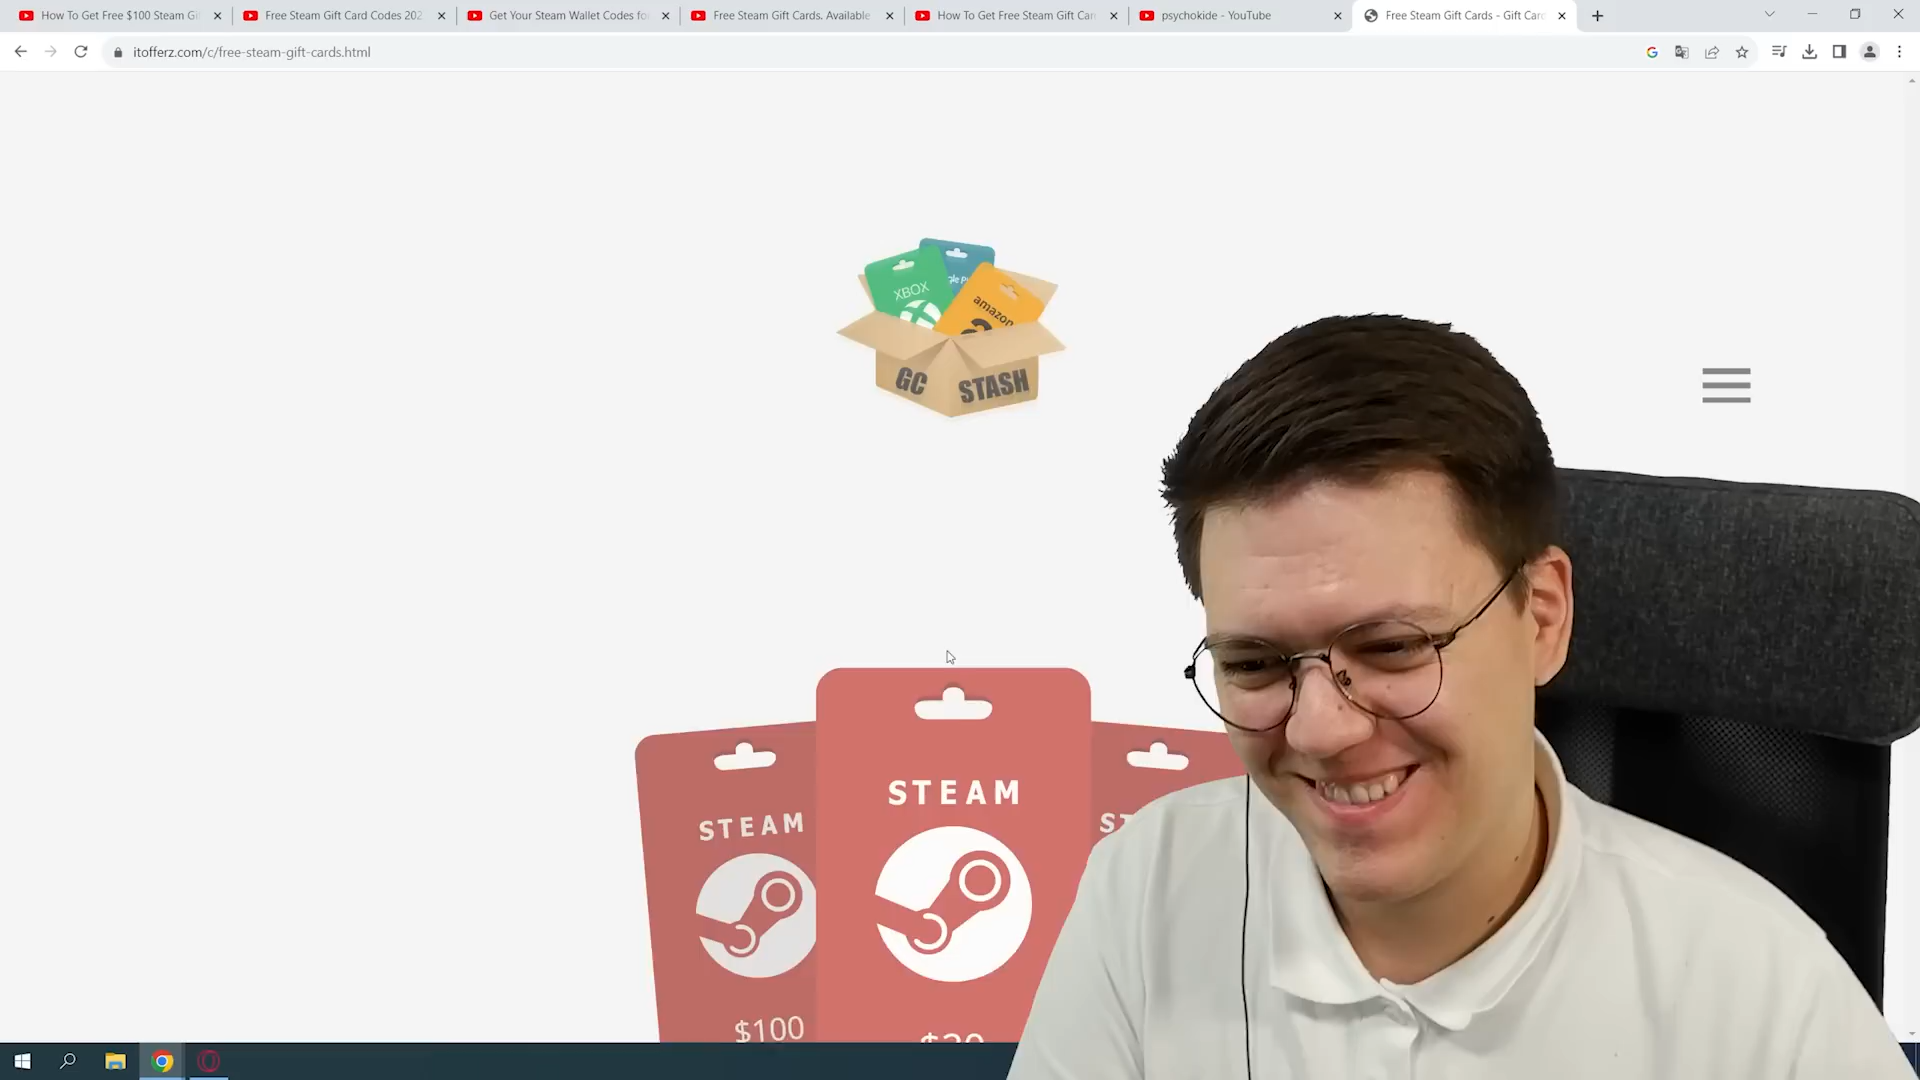 How To Get Free $100 Steam Gi
Free Steam Gift Card Codes 202
Get Your Steam Wallet Codes fo
Free Steam Gift Cards. Available
How To Get Free Steam Gift Car
psychokide - YouTube
Free Steam Gift Cards - Gift Card
itofferz.com/c/free-steam-gift-cards.html
XBOX
amazon
GC STASH
STEAM
STEAM
ST
$100